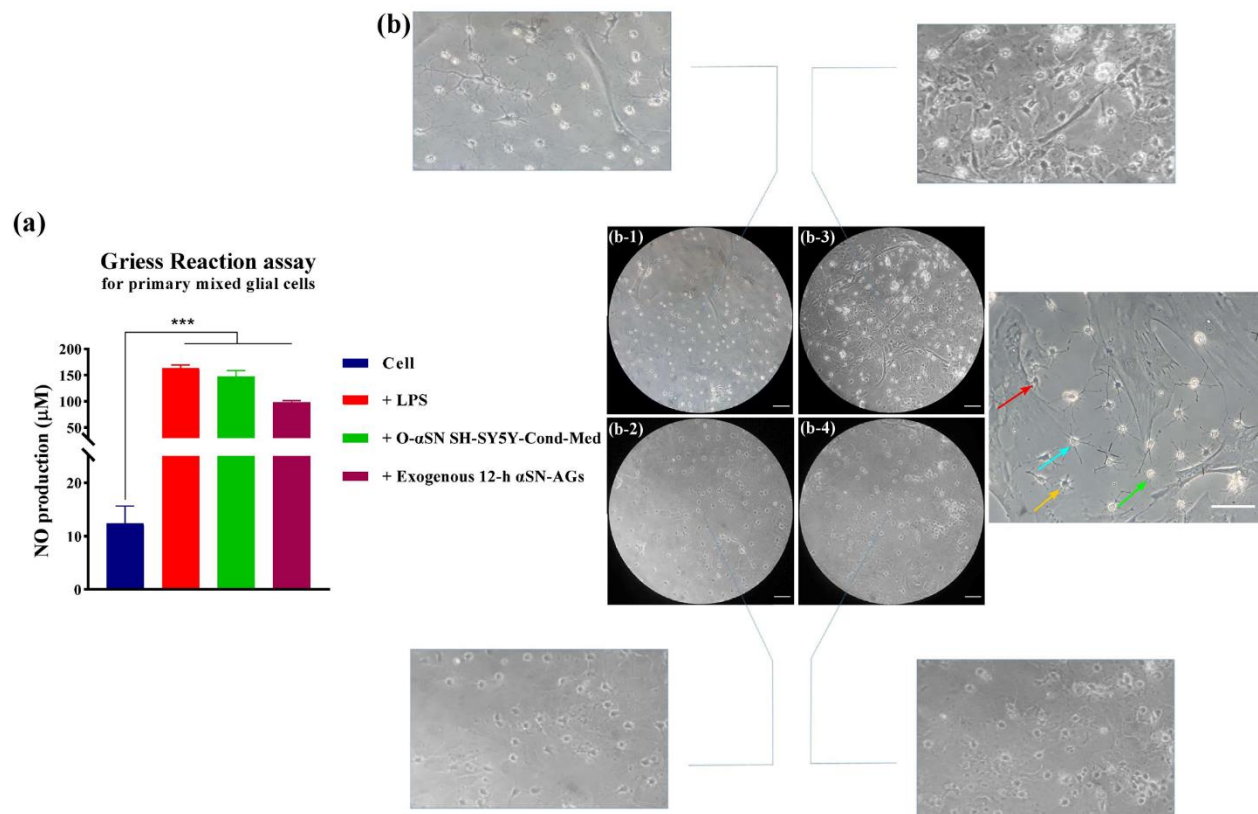 (b)
(a)
Griess Reaction assay
for primary mixed glial cells
***
NO production (µM)
200
150
100
50
20
10
0
Cell
+ LPS
+ O-αSN SH-SY5Y-Cond-Med
+ Exogenous 12-h αSN-AGs
(b-1)
(b-3)
(b-2)
(b-4)